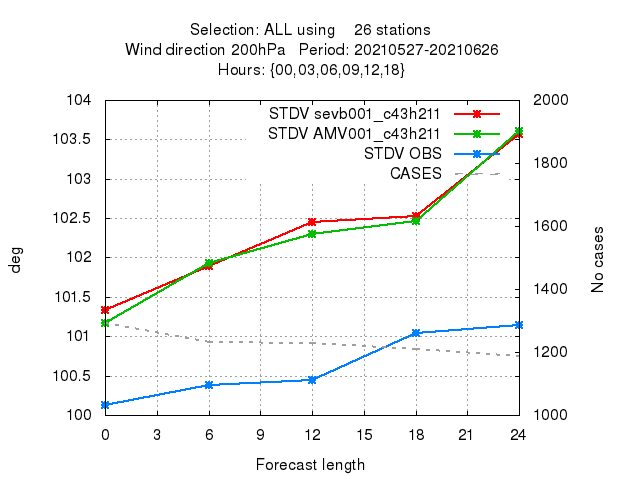 Selection: ALL using 26 stations
Wind direction 200hPa Period: 20210527-20210626
Hours: {00,03,06,09,12,18}
STDV sevb001_c43h211
STDV AMV001_c43h211
STDV OBS
CASES
104
103.5
103
102.5
102
101.5
101
100.5
100
2000
1800
1600
1400
1200
1000
deg
No cases
0 3 6 9 12 15 18 21 24
Forecast length